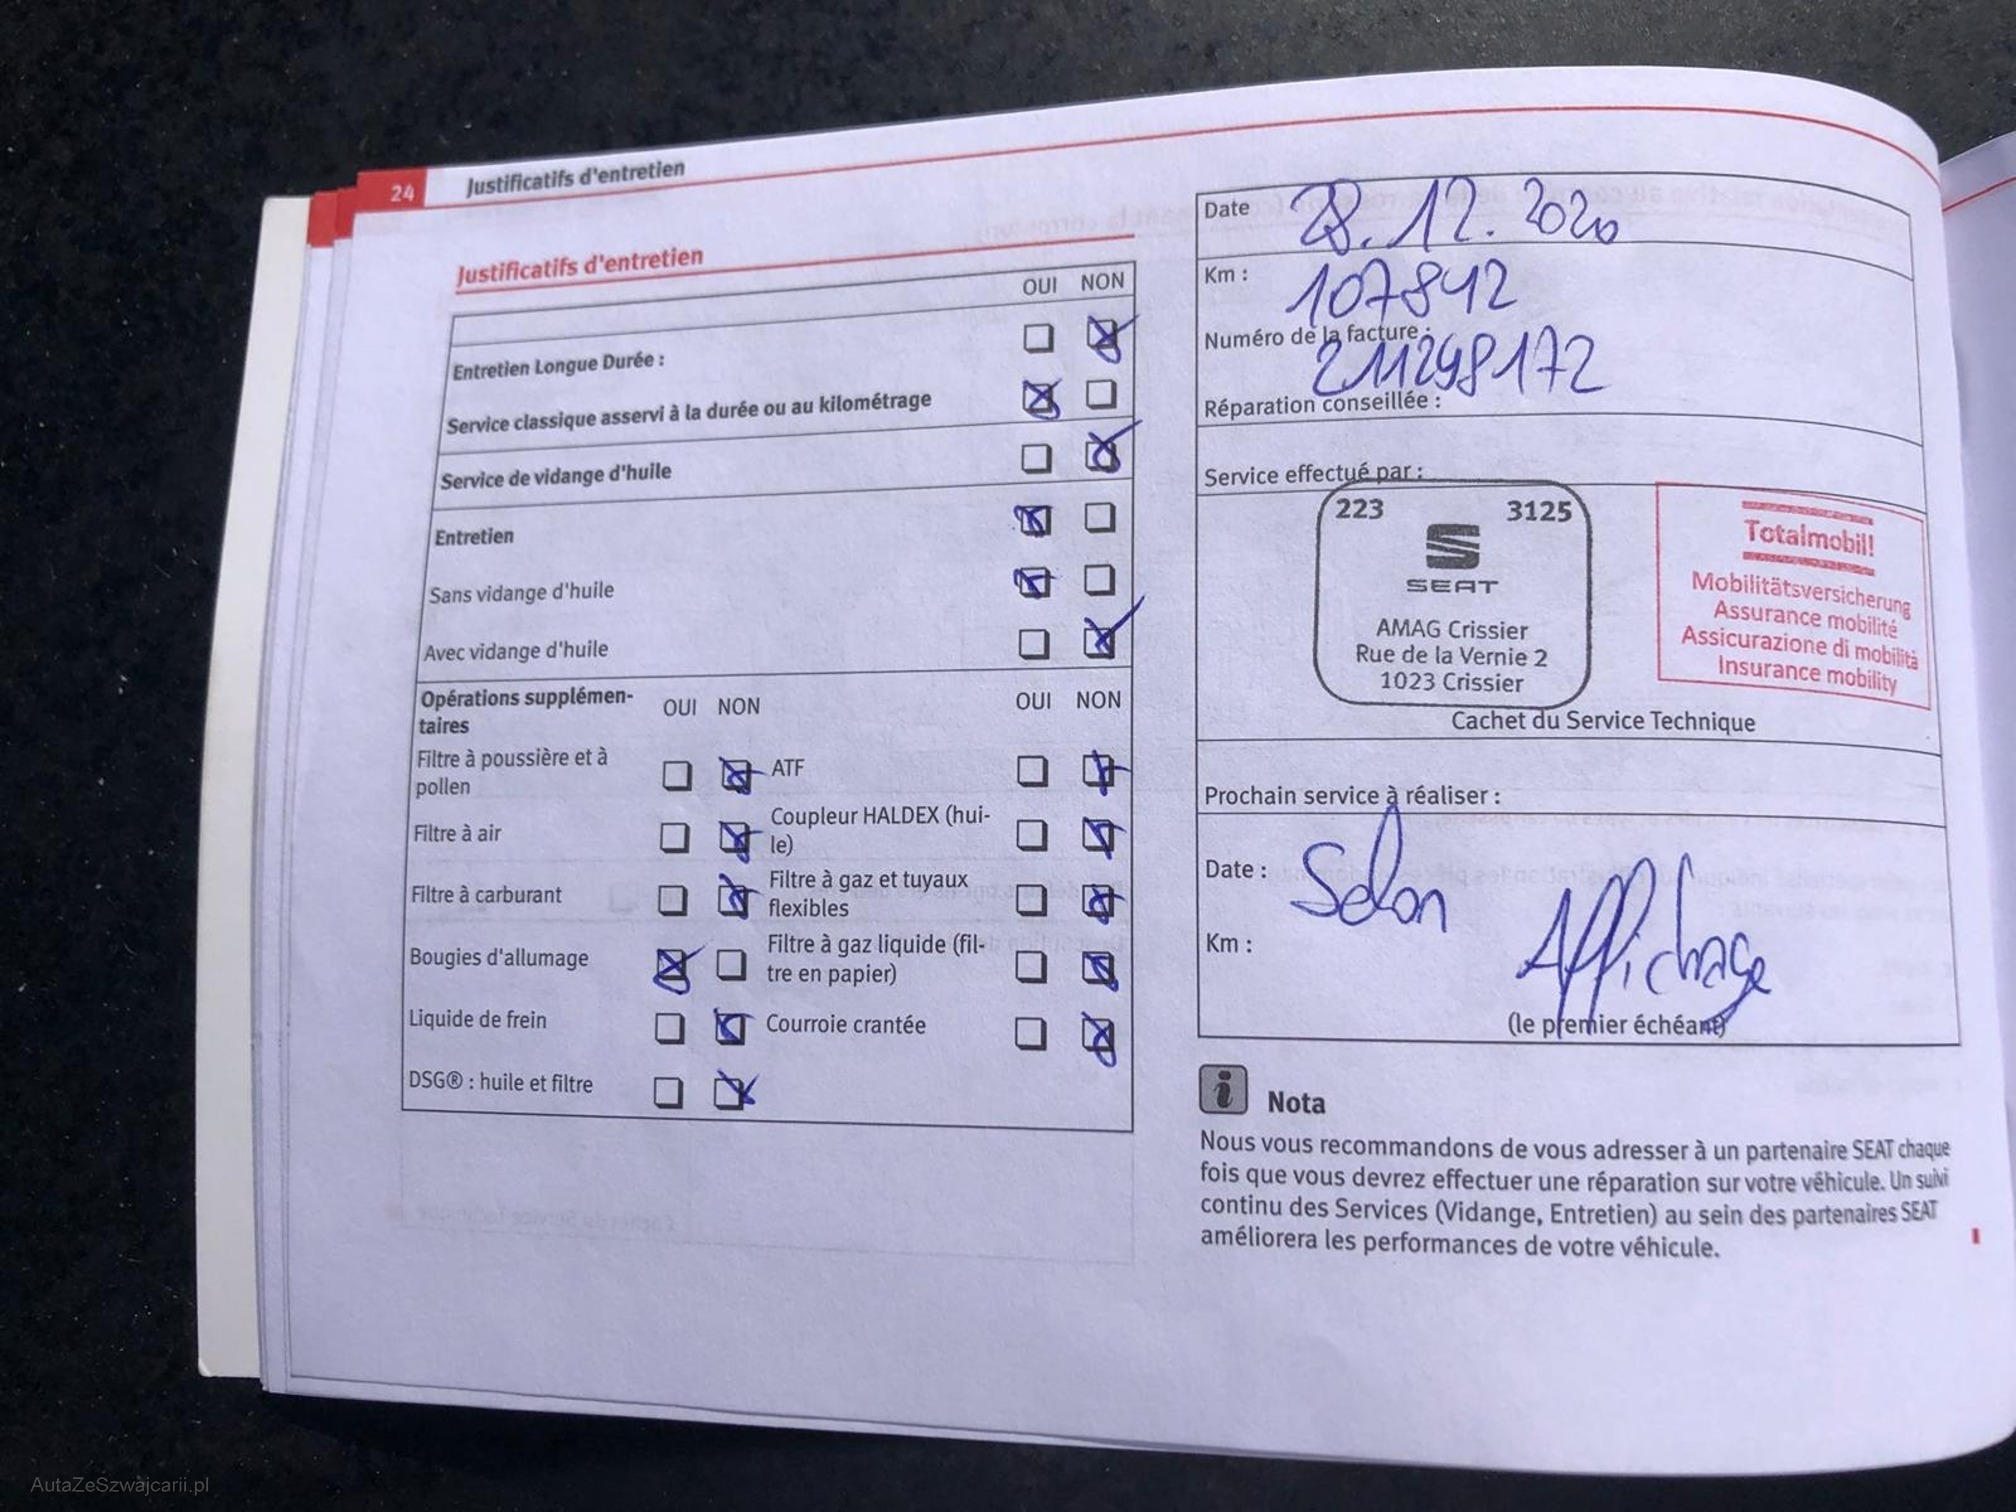 24 Justificatifs d'entretien
Justificatifs d'entretien
OUI NON
Entretien Longue Durée :
Service classique asservi à la durée ou au kilométrage
Service de vidange d'huile
Entretien
Sans vidange d'huile
Avec vidange d'huile
Opérations supplémen-
taires
OUI NON
OUI NON
Filtre à poussière et à
pollen
ATF
Filtre à air
Coupleur HALDEX (hui-
le)
Filtre à carburant
Filtre à gaz et tuyaux
flexibles
Bougies d'allumage
Filtre à gaz liquide (fil-
tre en papier)
Liquide de frein
Courroie crantée
DSG® : huile et filtre
Date 28.12.2020
Km : 107842
Numéro de la facture :
211298172
Réparation conseillée :
Service effectué par :
223 3125
SEAT
AMAG Crissier
Rue de la Vernie 2
1023 Crissier
Totalmobil!
Mobilitätsversicherung
Assurance mobilité
Assicurazione di mobilità
Insurance mobility
Cachet du Service Technique
Prochain service à réaliser :
Date : Selon
Km : Affichage
(le premier échéant)
Nota
Nous vous recommandons de vous adresser à un partenaire SEAT chaque
fois que vous devrez effectuer une réparation sur votre véhicule. Un suivi
continu des Services (Vidange, Entretien) au sein des partenaires SEAT
améliorera les performances de votre véhicule.
AutaZeSzwajcarii.pl